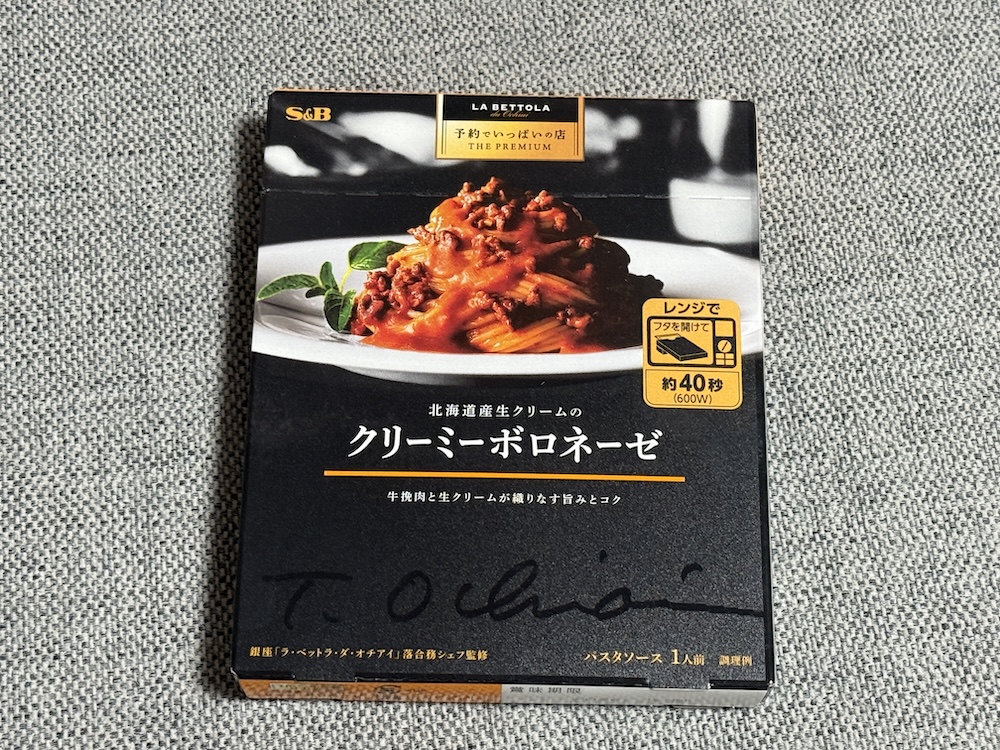 S&B
LA BETTOLA
da Ochiai
予約でいっぱいの店
THE PREMIUM
レンジで
フタを開けて
約40秒
(600W)
北海道産生クリームの
クリーミーボロネーゼ
牛挽肉と生クリームが織りなす旨みとコク
T. Ochiai
銀座「ラ・ベットラ・ダ・オチアイ」落合務シェフ監修
パスタソース 1人前 調理例
賞味期限